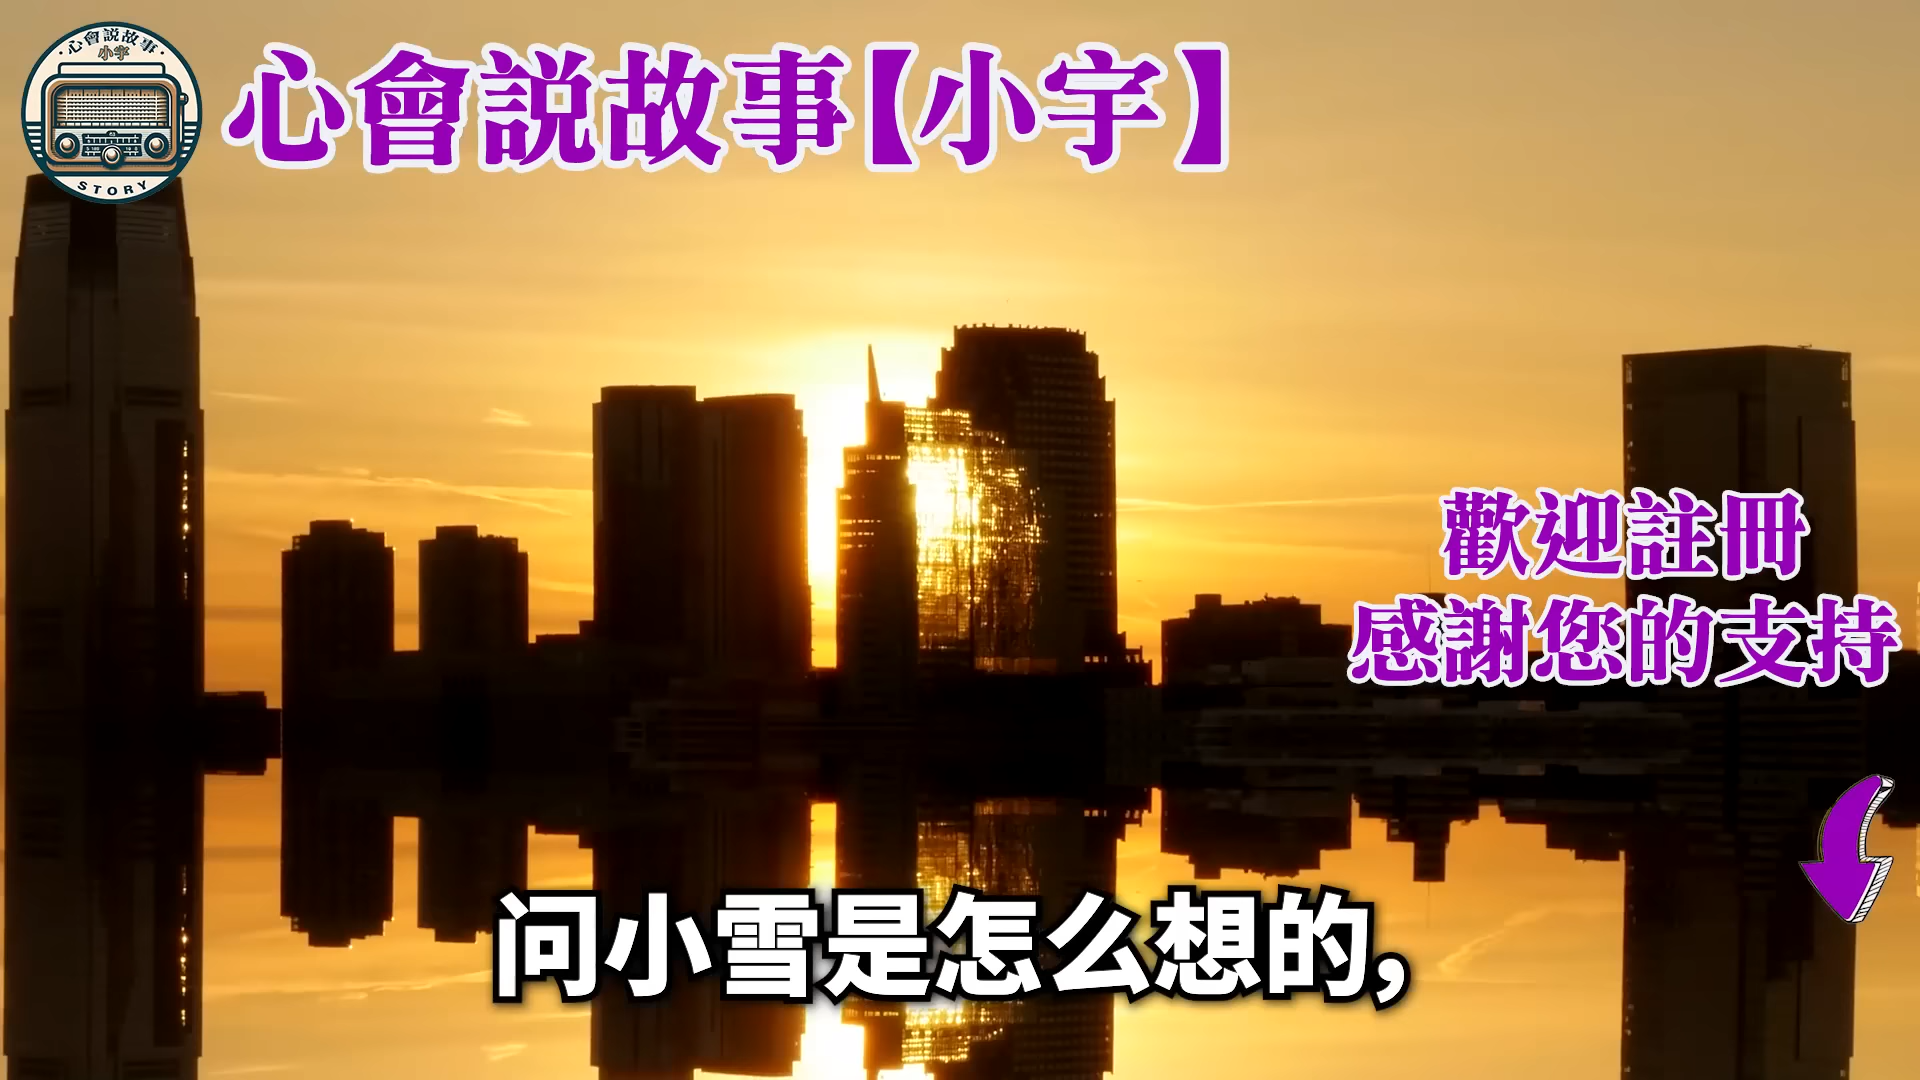 ·心會説故事·
小宇
STORY
心會説故事【小宇】
歡迎註冊
感謝您的支持
问小雪是怎么想的,